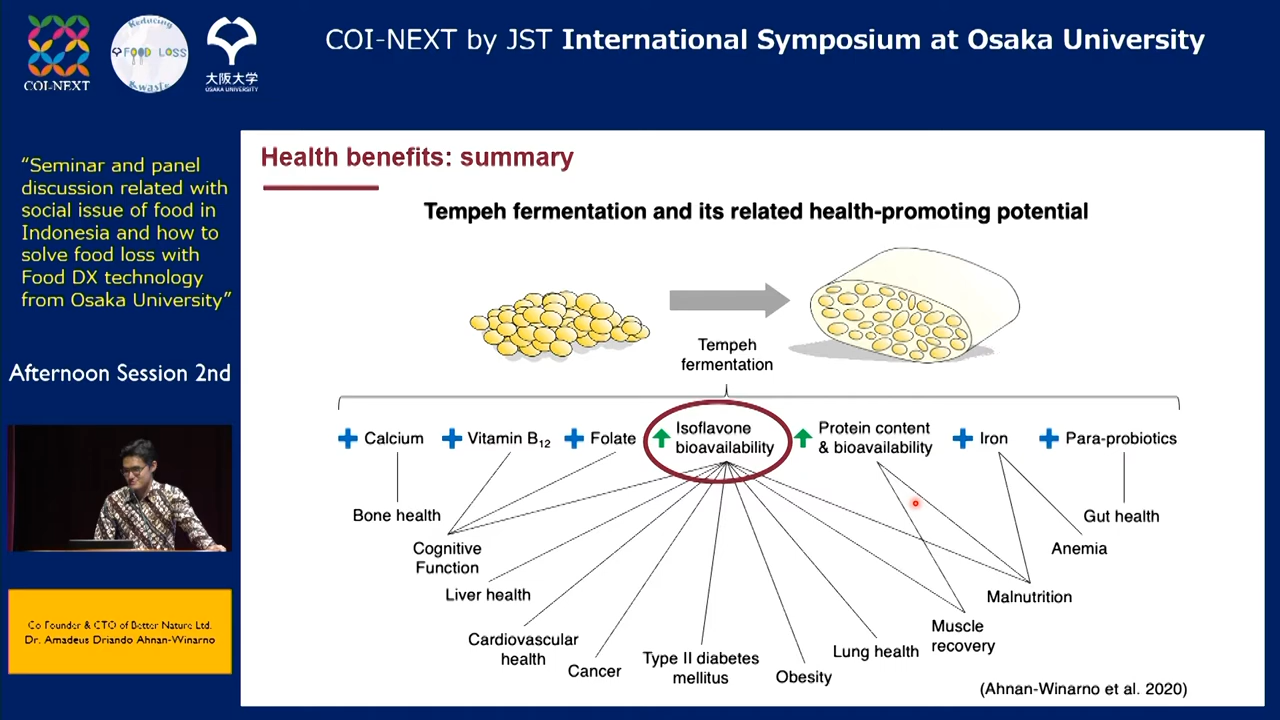 COI-NEXT by JST International Symposium at Osaka University
COI-NEXT
Reducing
FOOD LOSS
& Waste
大阪大学
OSAKA UNIVERSITY
“Seminar and panel
discussion related with
social issue of food in
Indonesia and how to
solve food loss with
Food DX technology
from Osaka University”
Afternoon Session 2nd
Co Founder & CTO of Better Nature Ltd.
Dr. Amadeus Driando Ahnan-Winarno
Health benefits: summary
Tempeh fermentation and its related health-promoting potential
Tempeh
fermentation
Calcium
Vitamin B12
Folate
Isoflavone
bioavailability
Protein content
& bioavailability
Iron
Para-probiotics
Bone health
Cognitive
Function
Liver health
Cardiovascular
health
Cancer
Type II diabetes
mellitus
Obesity
Lung health
Muscle
recovery
Malnutrition
Anemia
Gut health
(Ahnan-Winarno et al. 2020)